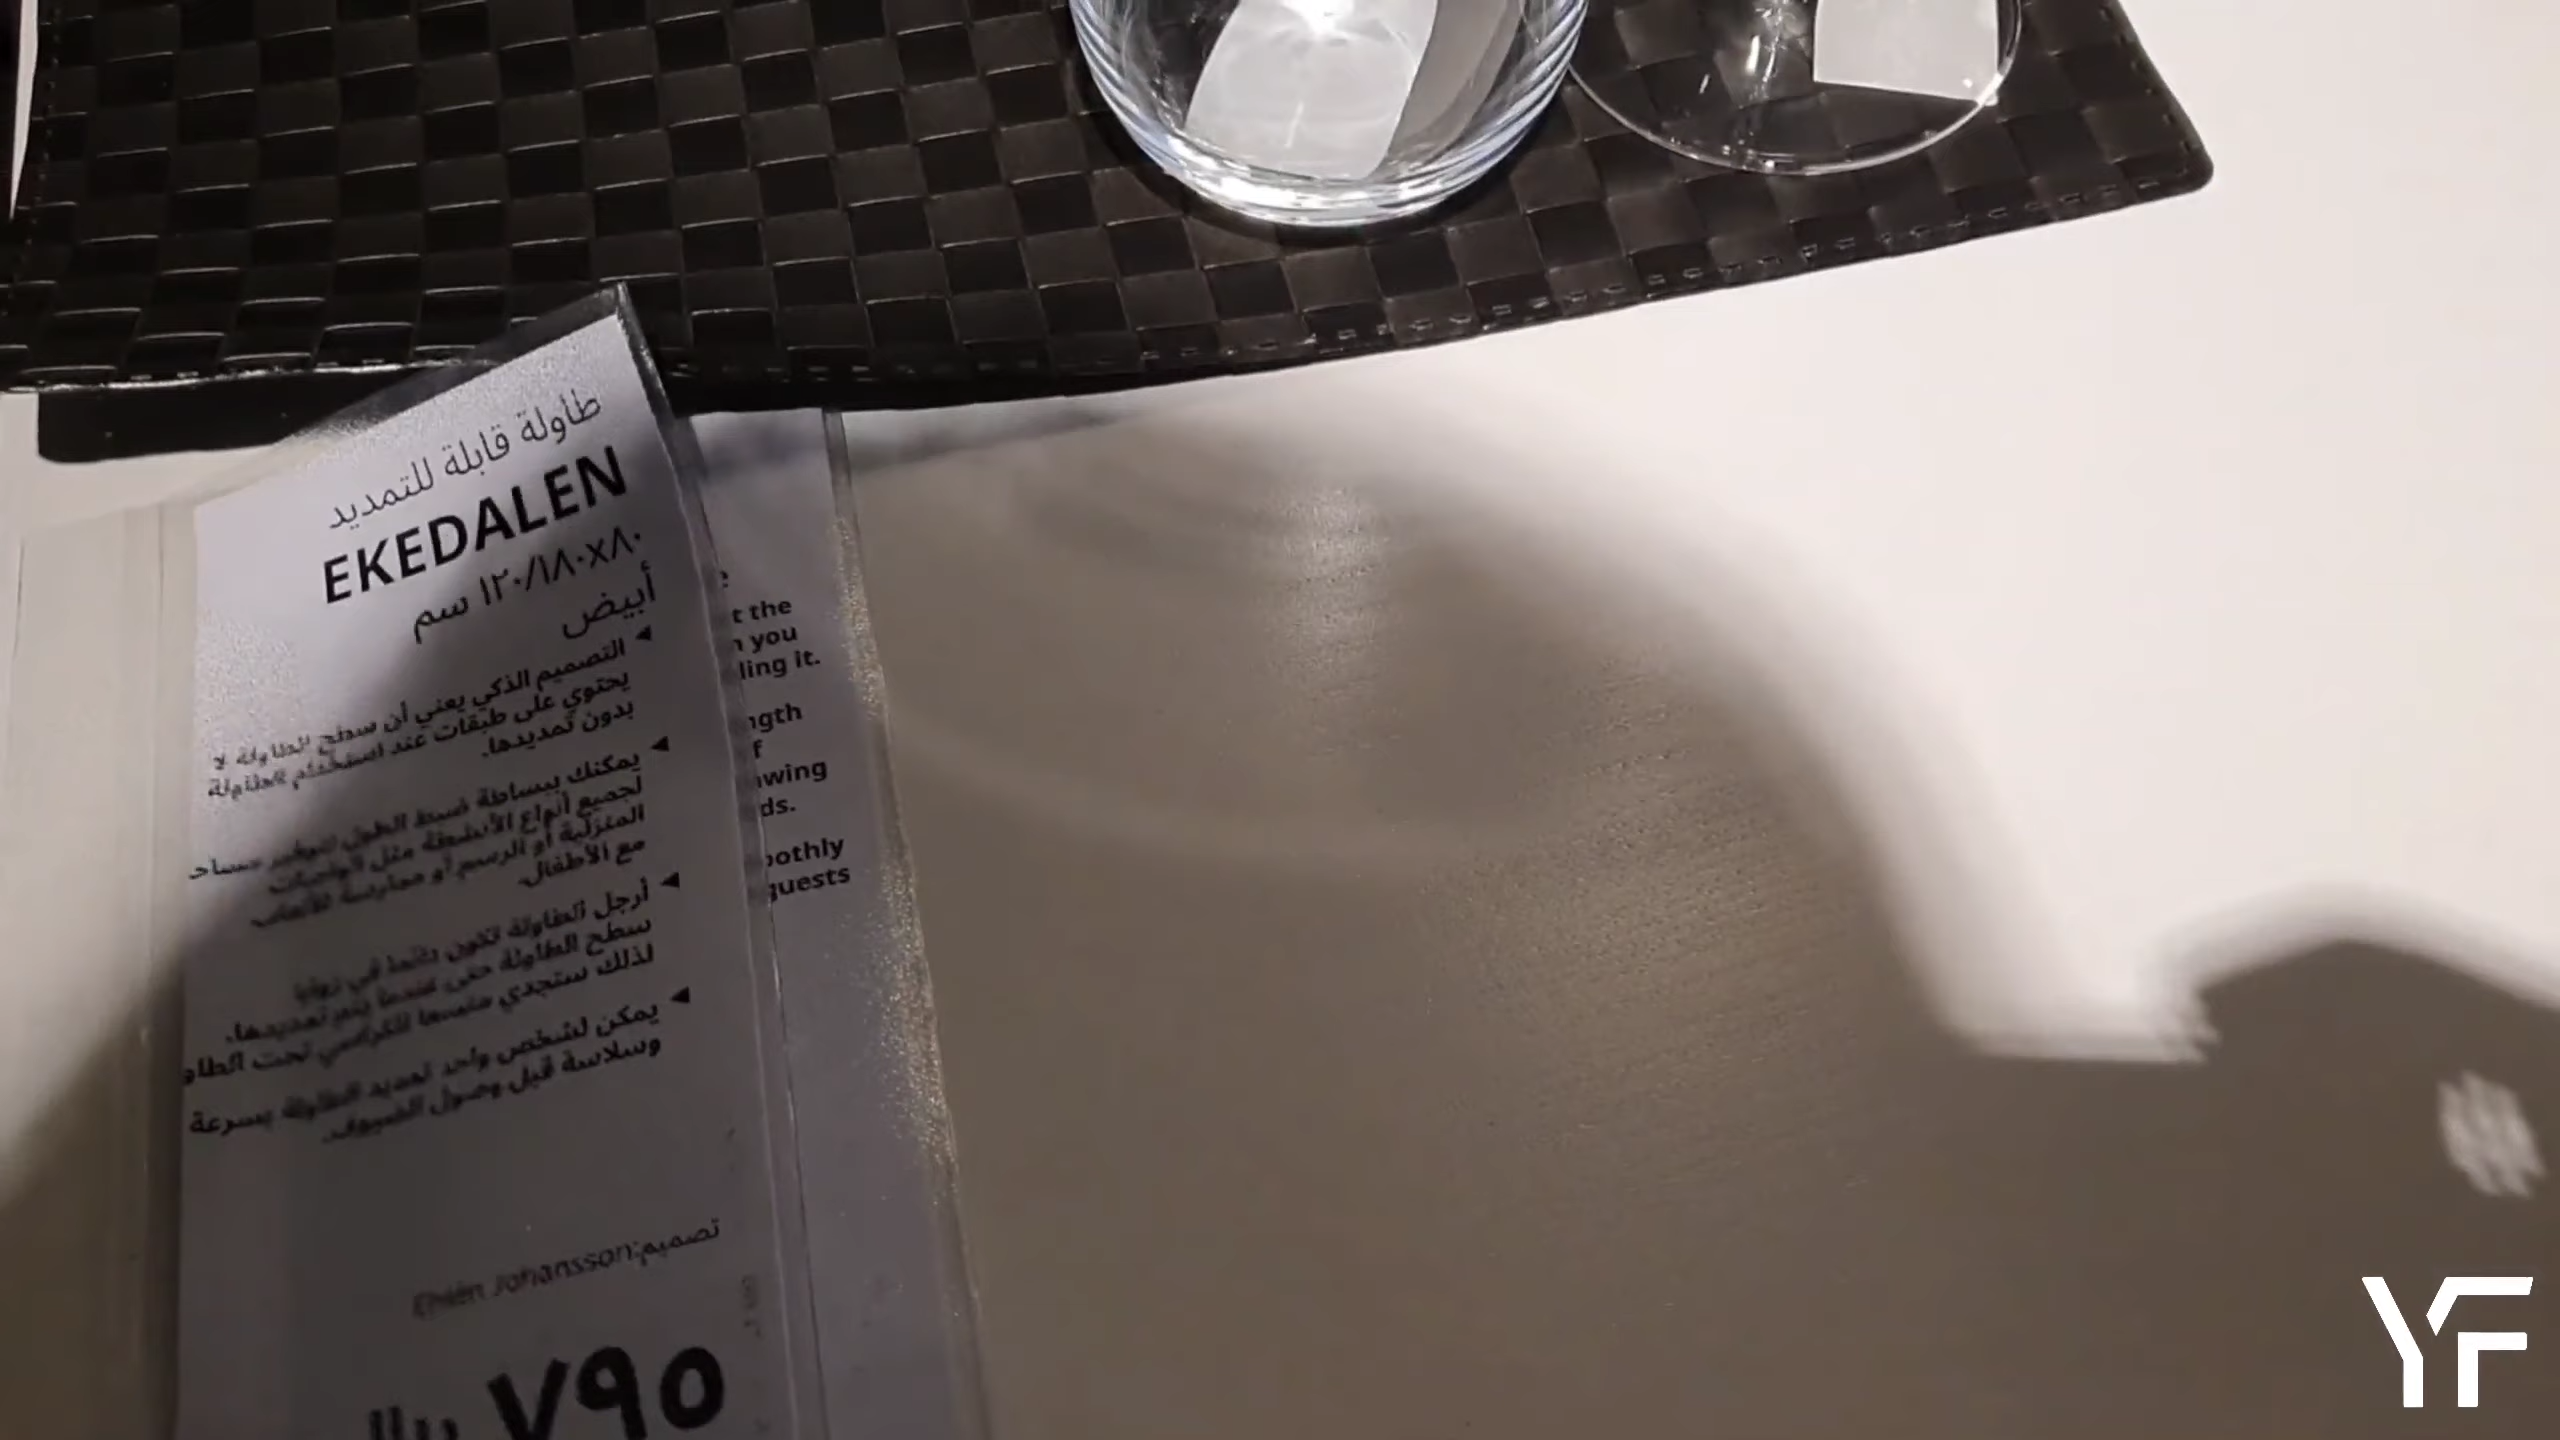 طاولة قابلة للتمديد
EKEDALEN
١٢٠/١٨٠x٨٠ سم
أبيض
◄ التصميم الذكي يعني أن سطح الطاولة لا
يحتوي على طبقات عند استخدام الطاولة
بدون تمديدها.
◄ يمكنك ببساطة ضبط الطول لتوفير مساحة
لجميع أنواع الأنشطة مثل الواجبات
المنزلية أو الرسم أو ممارسة الألعاب
مع الأطفال.
◄ أرجل الطاولة تكون دائما في زوايا
سطح الطاولة حتى عندما يتم تمديدها،
لذلك ستجدي متسعا للكراسي تحت الطاو
◄ يمكن لشخص واحد تمديد الطاولة بسرعة
وسلاسة قبل وصول الضيوف.
تصميم:Ehlén Johansson
٧٩٥ ريال
t the
you
ling it.
ngth
f
wing
ds.
oothly
guests
YF